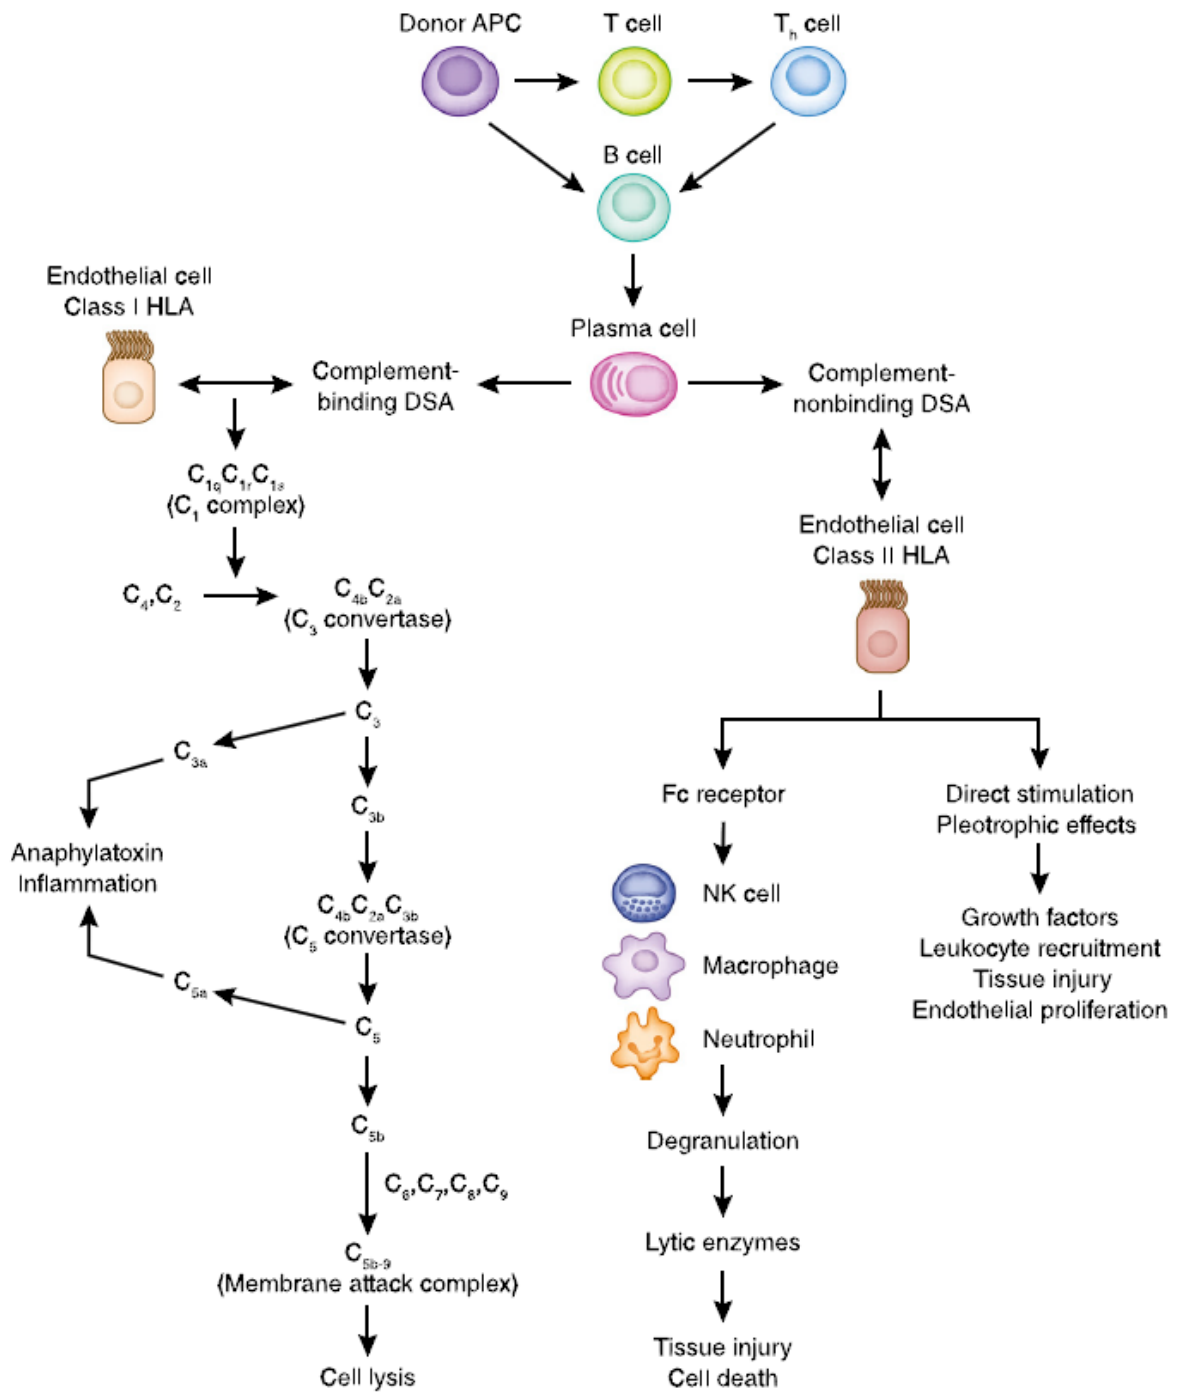 Donor APC
T cell
Th cell
B cell
Endothelial cell
Class I HLA
Plasma cell
Complement-
binding DSA
Complement-
nonbinding DSA
C1qC1rC1s
(C1 complex)
Endothelial cell
Class II HLA
C4,C2
C4bC2a
(C3 convertase)
C3
C3a
C3b
Anaphylatoxin
Inflammation
C4bC2aC3b
(C5 convertase)
C5a
C5
C5b
C6,C7,C8,C9
C5b-9
(Membrane attack complex)
Cell lysis
Fc receptor
NK cell
Macrophage
Neutrophil
Degranulation
Lytic enzymes
Tissue injury
Cell death
Direct stimulation
Pleotrophic effects
Growth factors
Leukocyte recruitment
Tissue injury
Endothelial proliferation